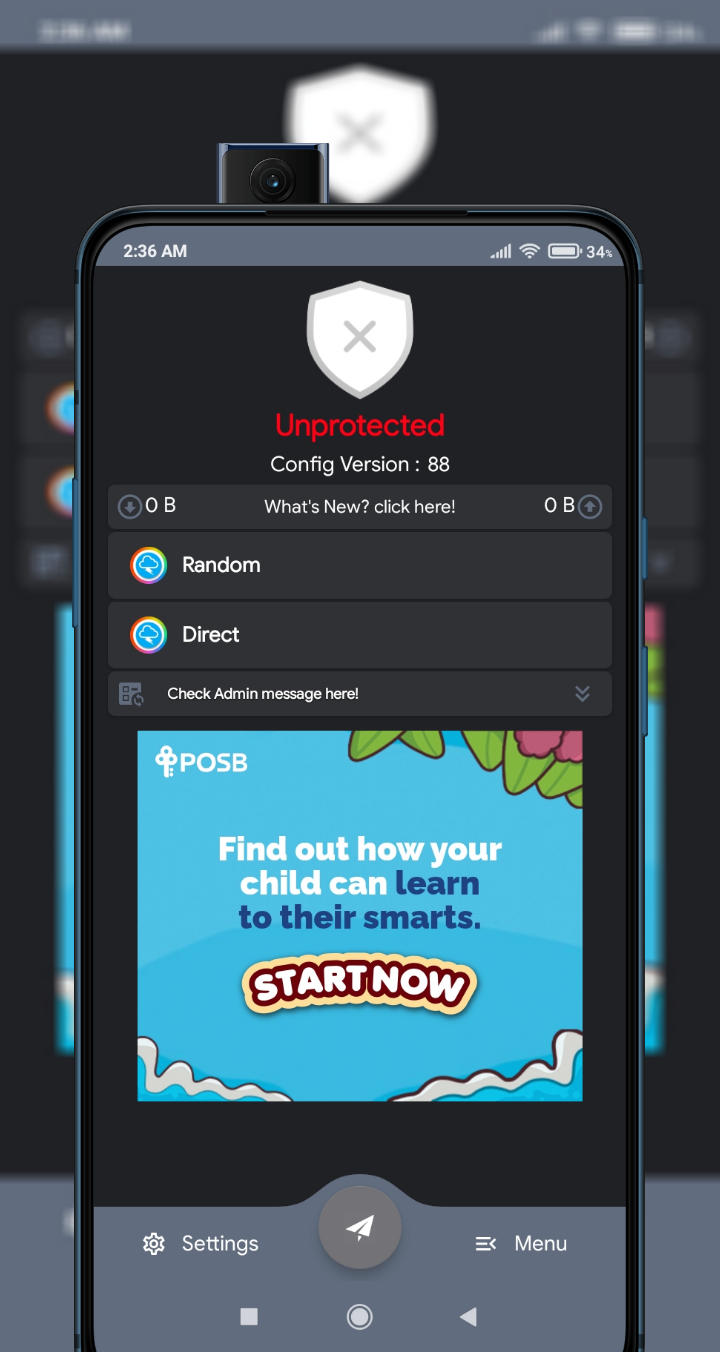 2:36 AM
34%
Unprotected
Config Version : 88
0 B
What's New? click here!
0 B
Random
Direct
Check Admin message here!
POSB
Find out how your
child can learn
to their smarts.
START NOW
Settings
Menu